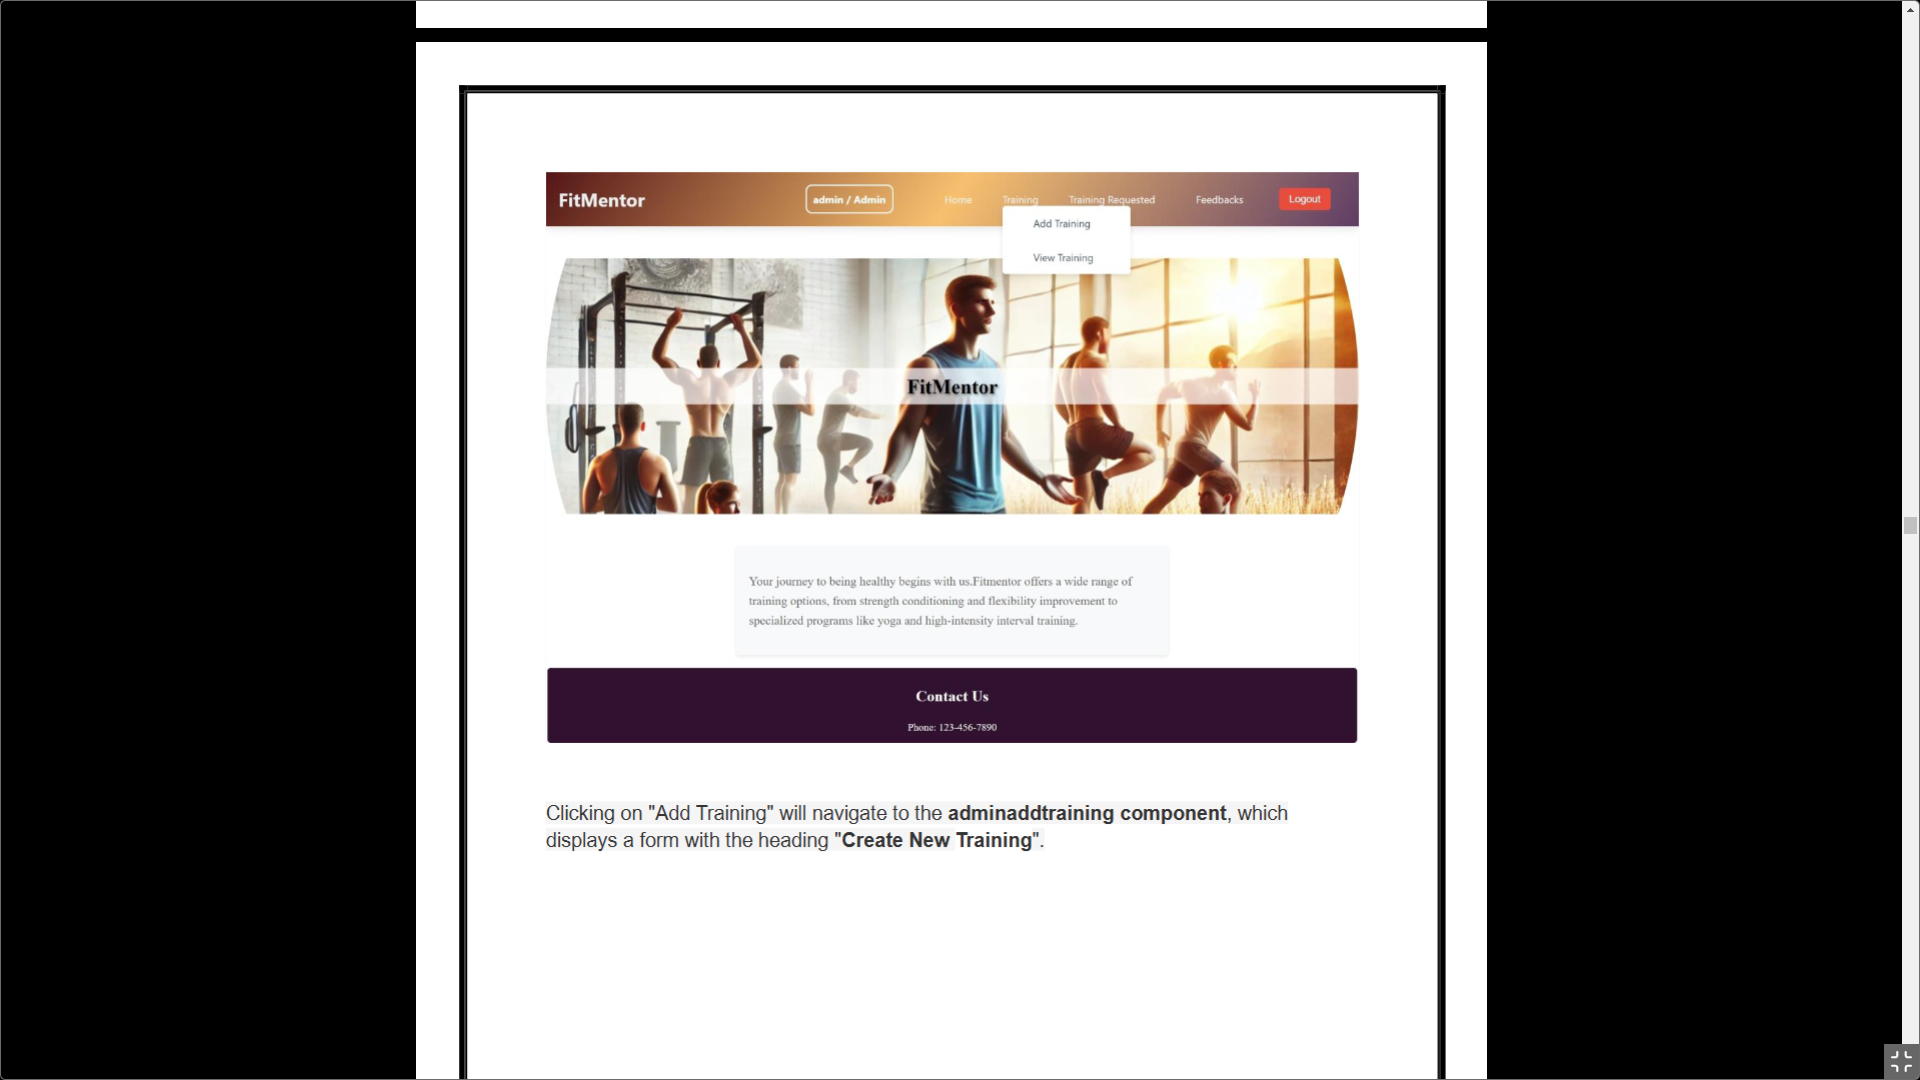 FitMentor
admin / Admin
Home
Training
Training Requested
Feedbacks
Logout
Add Training
View Training
FitMentor
Your journey to being healthy begins with us.Fitmentor offers a wide range of
training options, from strength conditioning and flexibility improvement to
specialized programs like yoga and high-intensity interval training.
Contact Us
Phone: 123-456-7890
Clicking on "Add Training" will navigate to the adminaddtraining component, which
displays a form with the heading "Create New Training".